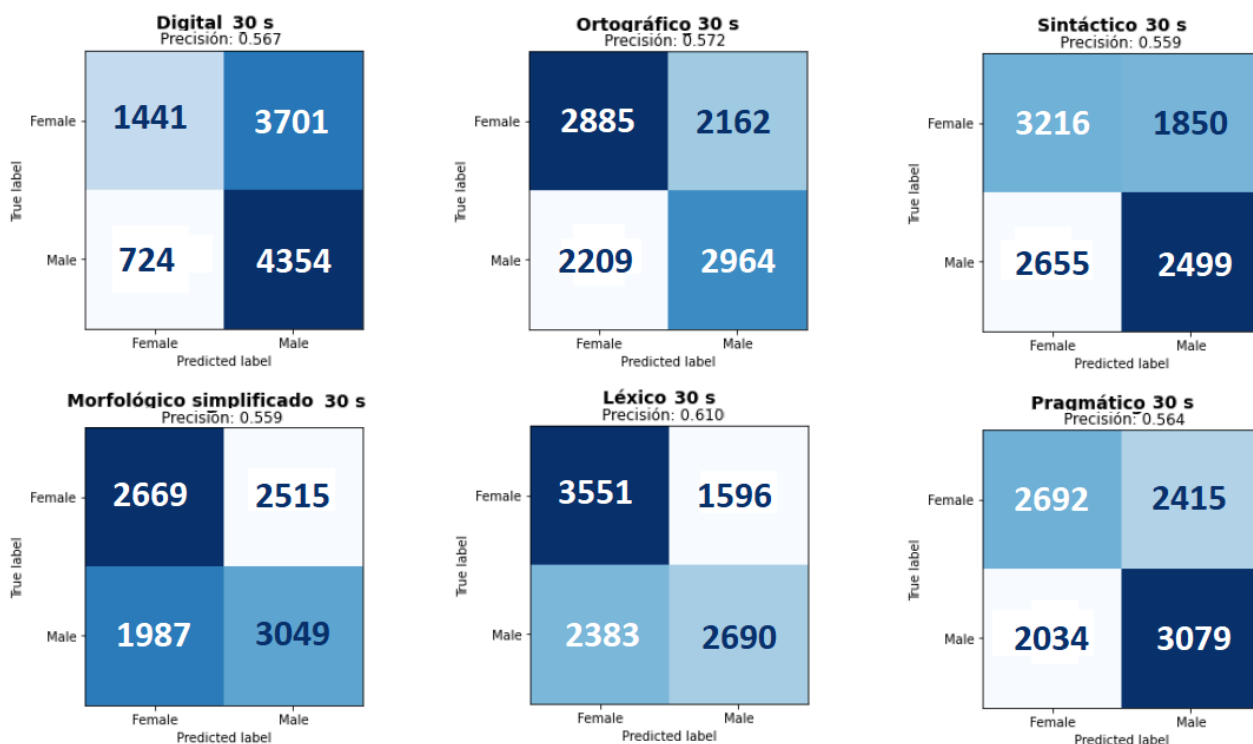 Digital 30 s
Precisión: 0.567
Female
1441
3701
True label
Male
724
4354
Female
Male
Predicted label
Ortográfico 30 s
Precisión: 0.572
Female
2885
2162
True label
Male
2209
2964
Female
Male
Predicted label
Sintáctico 30 s
Precisión: 0.559
Female
3216
1850
True label
Male
2655
2499
Female
Male
Predicted label
Morfológico simplificado 30 s
Precisión: 0.559
Female
2669
2515
True label
Male
1987
3049
Female
Male
Predicted label
Léxico 30 s
Precisión: 0.610
Female
3551
1596
True label
Male
2383
2690
Female
Male
Predicted label
Pragmático 30 s
Precisión: 0.564
Female
2692
2415
True label
Male
2034
3079
Female
Male
Predicted label